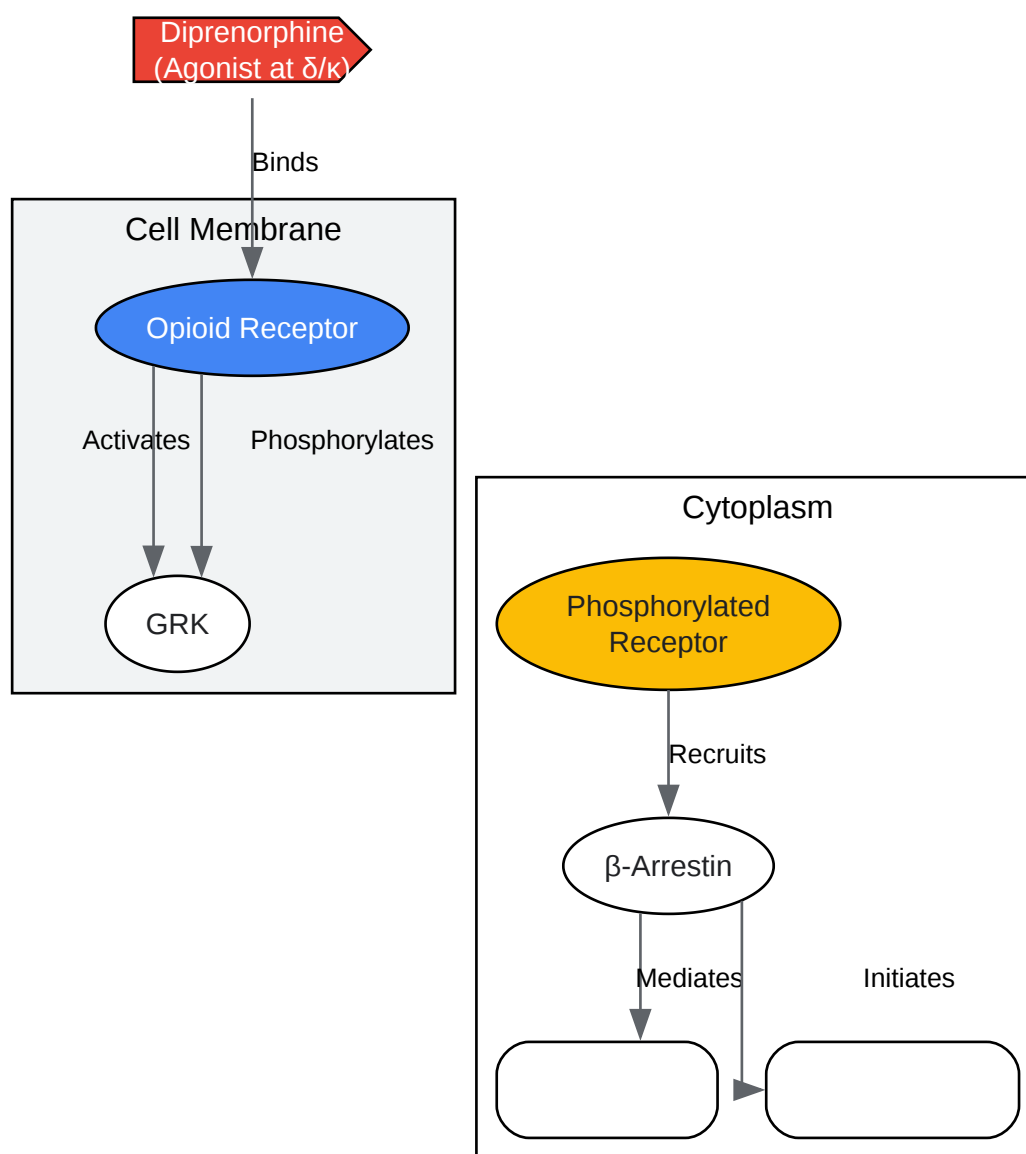 Diprenorphine
(Agonist at δ/κ)
Binds
Cell Membrane
Opioid Receptor
Activates
Phosphorylates
GRK
Cytoplasm
Phosphorylated
Receptor
Recruits
β-Arrestin
Mediates
Initiates